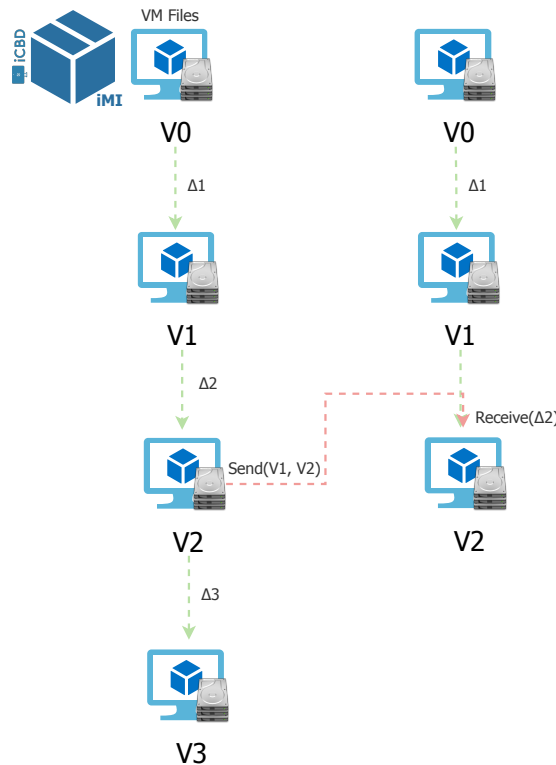 VM Files
iCBD
iMI
V0
V0
Δ1
Δ1
V1
V1
Δ2
Receive(Δ2)
Send(V1, V2)
V2
V2
Δ3
V3